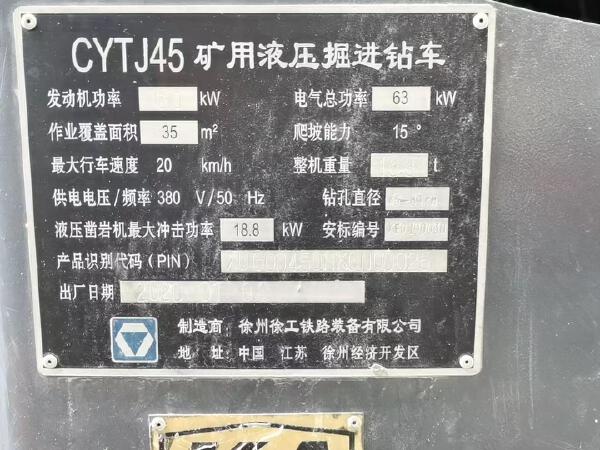 CYTJ45 矿用液压掘进钻车
发动机功率 kW 电气总功率 63 kW
作业覆盖面积 35 m² 爬坡能力 15°
最大行车速度 20 km/h 整机重量 t
供电电压/频率 380 V/50 Hz 钻孔直径
液压凿岩机最大冲击功率 18.8 kW 安标编号
产品识别代码(PIN)
出厂日期
制造商：徐州徐工铁路装备有限公司
地 址：中国 江苏 徐州经济开发区